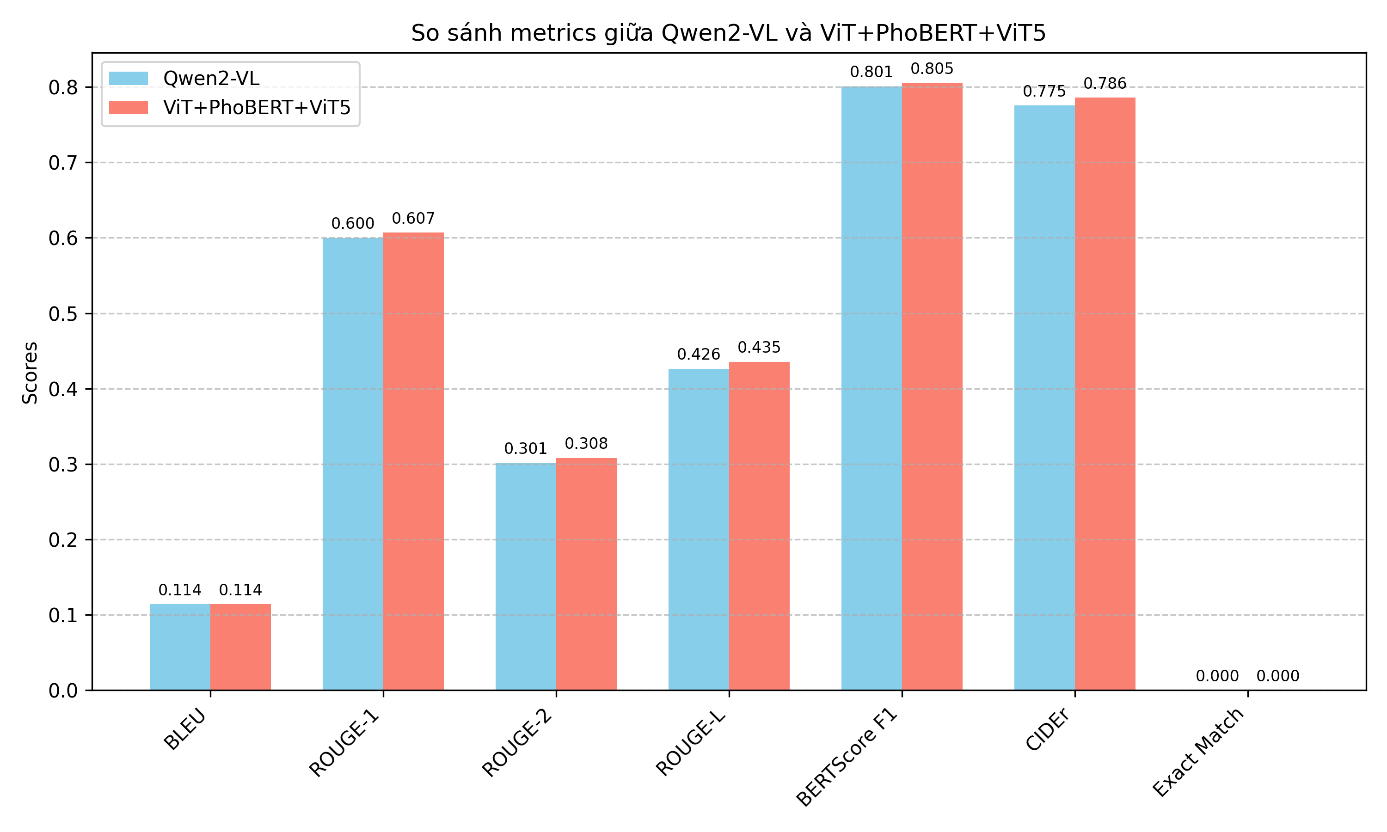 So sánh metrics giữa Qwen2-VL và ViT+PhoBERT+ViT5
Qwen2-VL
ViT+PhoBERT+ViT5
Scores
0.8
0.7
0.6
0.5
0.4
0.3
0.2
0.1
0.0
0.114 0.114
0.600 0.607
0.301 0.308
0.426 0.435
0.801 0.805
0.775 0.786
0.000 0.000
BLEU
ROUGE-1
ROUGE-2
ROUGE-L
BERTScore F1
CIDEr
Exact Match